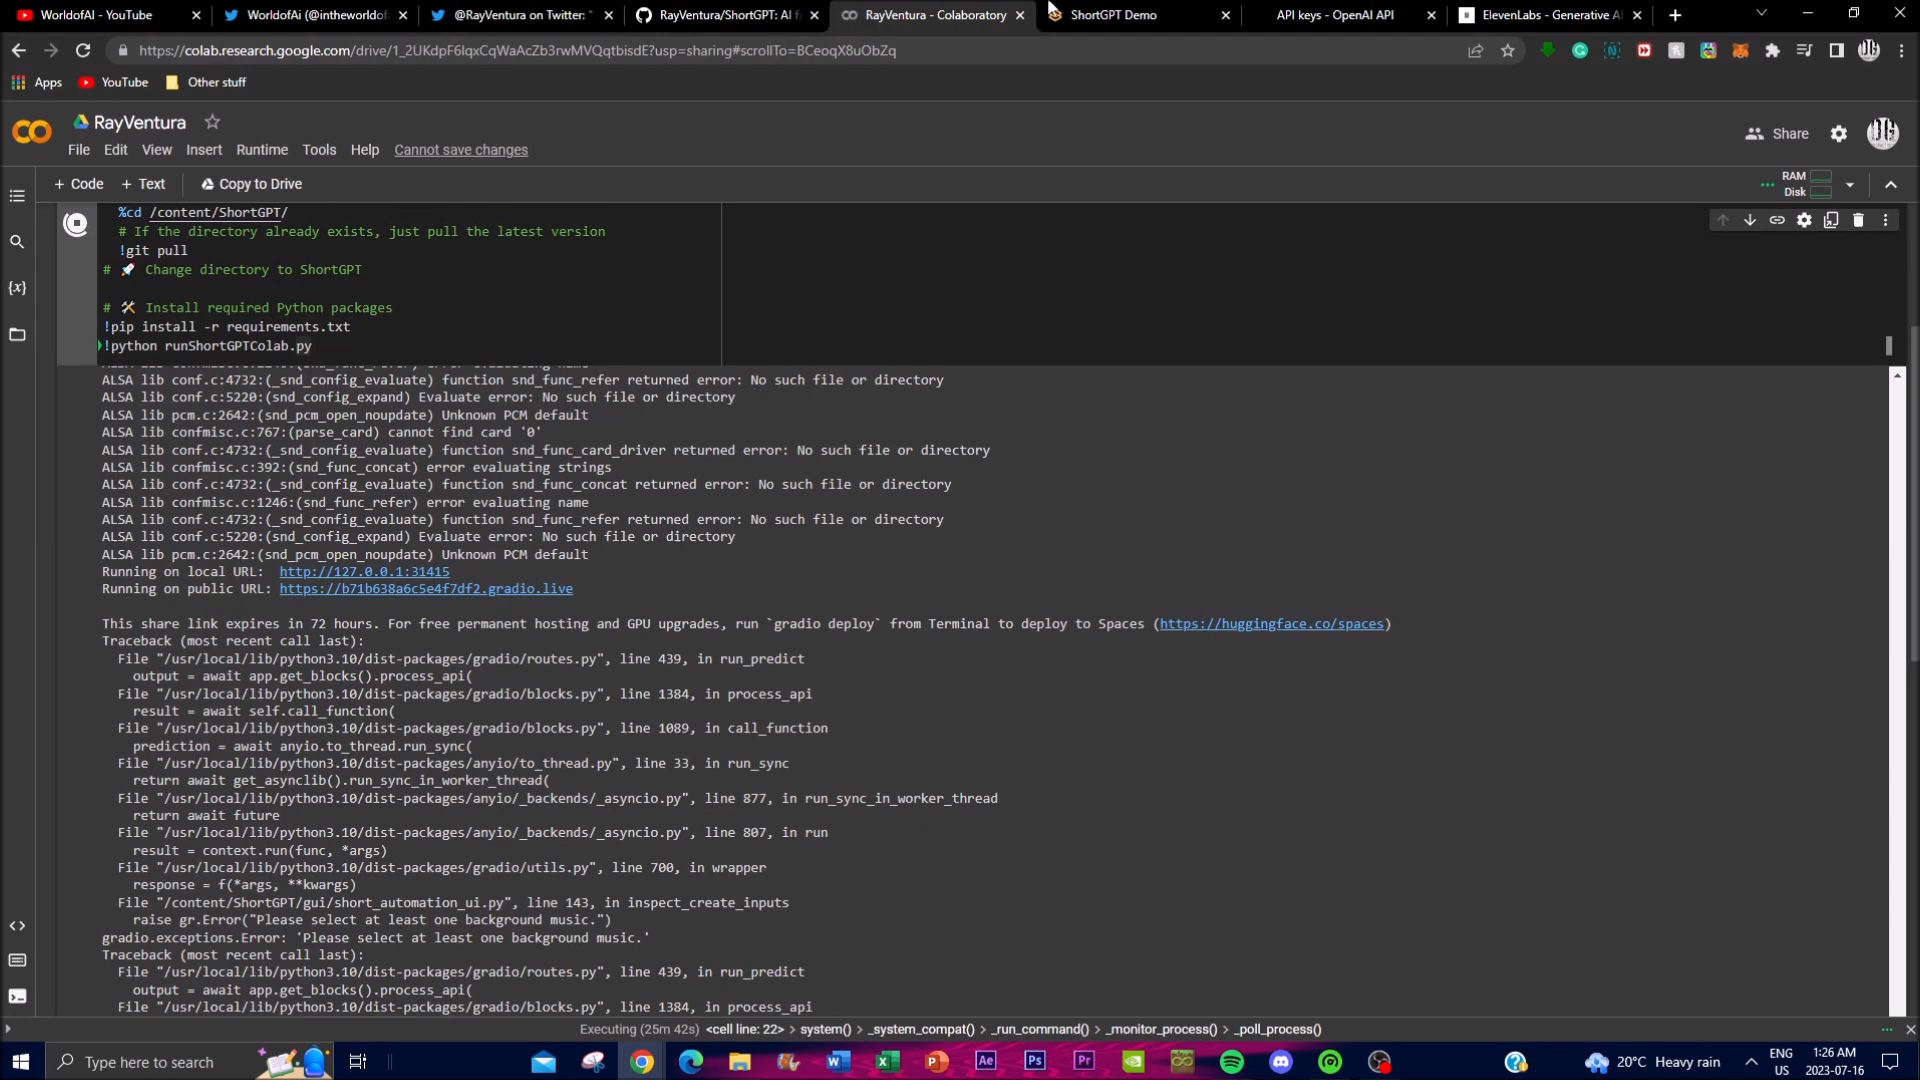 WorldofAI - YouTube
WorldofAi (@intheworldof
@RayVentura on Twitter: "
RayVentura/ShortGPT: AI f
RayVentura - Colaboratory
ShortGPT Demo
API keys - OpenAI API
ElevenLabs - Generative AI
https://colab.research.google.com/drive/1_2UKdpF6lqxCqWaAcZb3rwMVQqtbisdE?usp=sharing#scrollTo=BCeoqX8uObZq
Apps
YouTube
Other stuff
RayVentura
Share
File
Edit
View
Insert
Runtime
Tools
Help
Cannot save changes
+ Code
+ Text
Copy to Drive
RAM
Disk
%cd /content/ShortGPT/
# If the directory already exists, just pull the latest version
!git pull
# 🚀 Change directory to ShortGPT
# 🛠 Install required Python packages
!pip install -r requirements.txt
!python runShortGPTColab.py
ALSA lib conf.c:4732:(_snd_config_evaluate) function snd_func_refer returned error: No such file or directory
ALSA lib conf.c:5220:(snd_config_expand) Evaluate error: No such file or directory
ALSA lib pcm.c:2642:(snd_pcm_open_noupdate) Unknown PCM default
ALSA lib confmisc.c:767:(parse_card) cannot find card '0'
ALSA lib conf.c:4732:(_snd_config_evaluate) function snd_func_card_driver returned error: No such file or directory
ALSA lib confmisc.c:392:(snd_func_concat) error evaluating strings
ALSA lib conf.c:4732:(_snd_config_evaluate) function snd_func_concat returned error: No such file or directory
ALSA lib confmisc.c:1246:(snd_func_refer) error evaluating name
ALSA lib conf.c:4732:(_snd_config_evaluate) function snd_func_refer returned error: No such file or directory
ALSA lib conf.c:5220:(snd_config_expand) Evaluate error: No such file or directory
ALSA lib pcm.c:2642:(snd_pcm_open_noupdate) Unknown PCM default
Running on local URL:  http://127.0.0.1:31415
Running on public URL: https://b71b638a6c5e4f7df2.gradio.live
This share link expires in 72 hours. For free permanent hosting and GPU upgrades, run `gradio deploy` from Terminal to deploy to Spaces (https://huggingface.co/spaces)
Traceback (most recent call last):
File "/usr/local/lib/python3.10/dist-packages/gradio/routes.py", line 439, in run_predict
output = await app.get_blocks().process_api(
File "/usr/local/lib/python3.10/dist-packages/gradio/blocks.py", line 1384, in process_api
result = await self.call_function(
File "/usr/local/lib/python3.10/dist-packages/gradio/blocks.py", line 1089, in call_function
prediction = await anyio.to_thread.run_sync(
File "/usr/local/lib/python3.10/dist-packages/anyio/to_thread.py", line 33, in run_sync
return await get_asynclib().run_sync_in_worker_thread(
File "/usr/local/lib/python3.10/dist-packages/anyio/_backends/_asyncio.py", line 877, in run_sync_in_worker_thread
return await future
File "/usr/local/lib/python3.10/dist-packages/anyio/_backends/_asyncio.py", line 807, in run
result = context.run(func, *args)
File "/usr/local/lib/python3.10/dist-packages/gradio/utils.py", line 700, in wrapper
response = f(*args, **kwargs)
File "/content/ShortGPT/gui/short_automation_ui.py", line 143, in inspect_create_inputs
raise gr.Error("Please select at least one background music.")
gradio.exceptions.Error: 'Please select at least one background music.'
Traceback (most recent call last):
File "/usr/local/lib/python3.10/dist-packages/gradio/routes.py", line 439, in run_predict
output = await app.get_blocks().process_api(
File "/usr/local/lib/python3.10/dist-packages/gradio/blocks.py", line 1384, in process_api
Executing (25m 42s) <cell line: 22> > system() > _system_compat() > _run_command() > _monitor_process() > _poll_process()
Type here to search
20°C Heavy rain
ENG
US
1:26 AM
2023-07-16